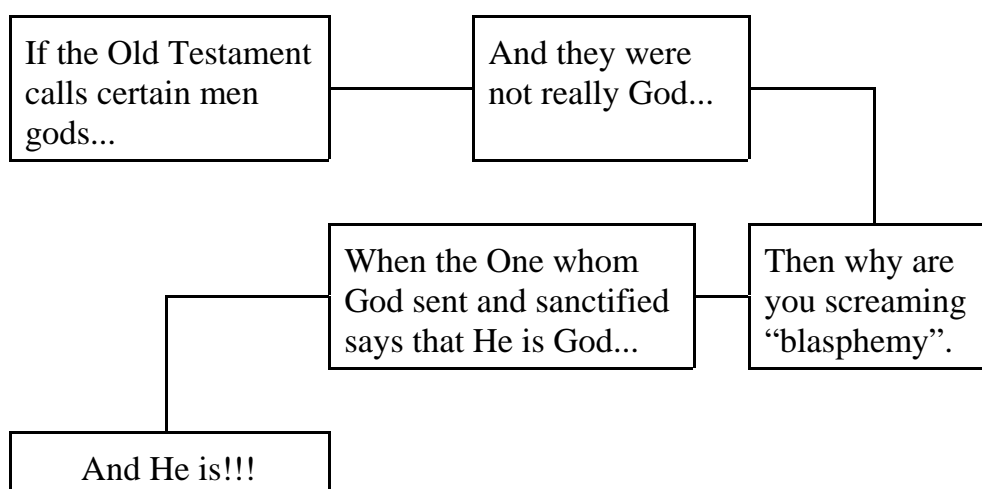 If the Old Testament
calls certain men
gods...
And they were
not really God...
Then why are
you screaming
“blasphemy”.
When the One whom
God sent and sanctified
says that He is God...
And He is!!!